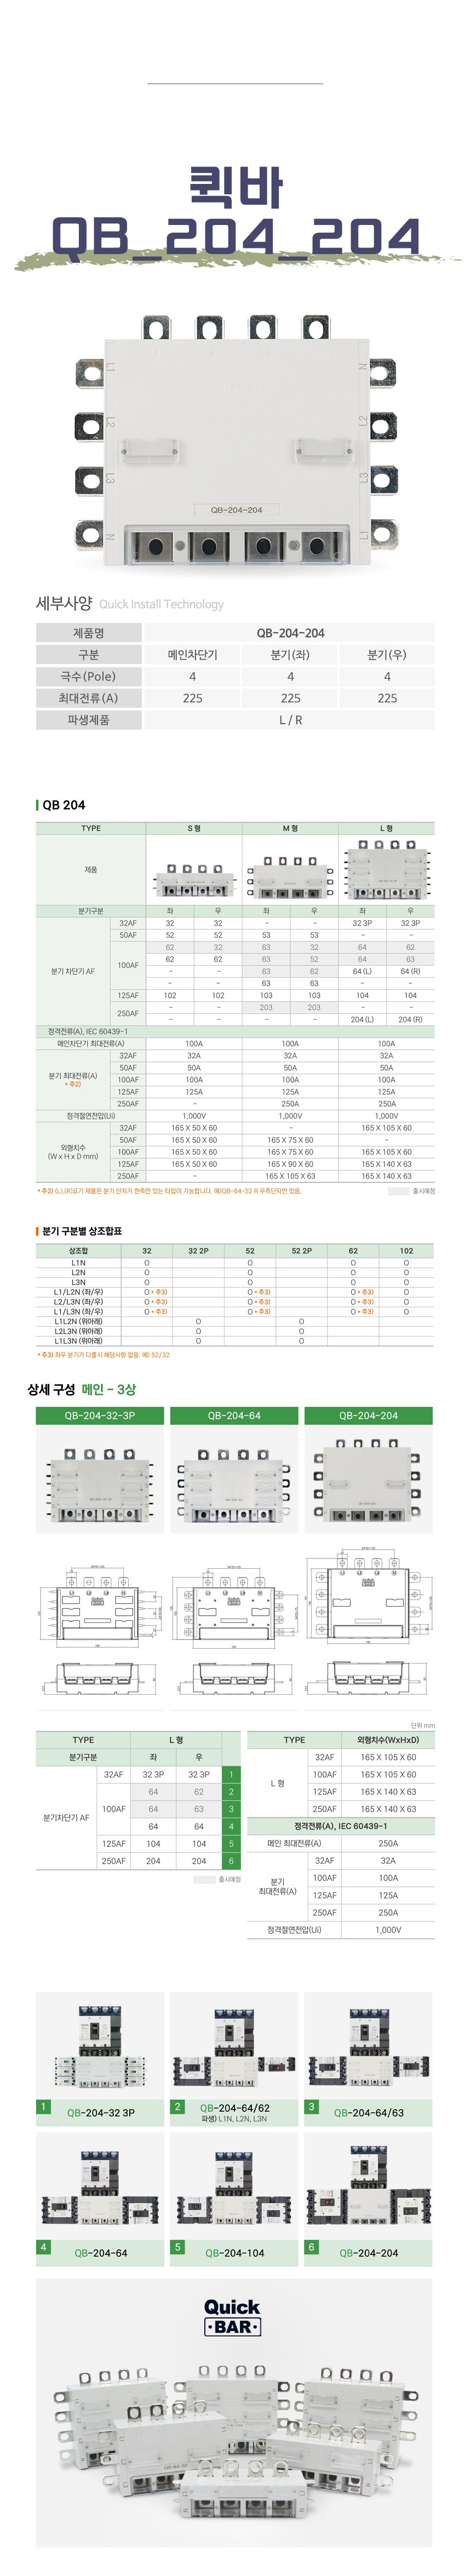 퀵바
QB_204_204
L1
L2
L3
N
N
L2
L3
L1
QB-204-204
세부사양 Quick Install Technology
제품명 QB-204-204
구분 메인차단기 분기(좌) 분기(우)
극수(Pole) 4 4 4
최대전류(A) 225 225 225
파생제품 L / R
QB 204
TYPE S 형 M 형 L 형
제품
분기구분 좌 우 좌 우 좌 우
분기 차단기 AF
32AF 32 32 - - 32 3P 32 3P
50AF 52 52 53 53 - -
100AF 62 32 63 32 64 62
62 62 63 52 64 63
- - 63 62 64 (L) 64 (R)
- - 63 63 - -
125AF 102 102 103 103 104 104
250AF - - 203 203 - -
- - - - 204 (L) 204 (R)
정격전류(A), IEC 60439-1
메인차단기 최대전류(A) 100A 100A 100A
분기 최대전류(A)
* 주2)
32AF 32A 32A 32A
50AF 50A 50A 50A
100AF 100A 100A 100A
125AF 125A 125A 125A
250AF - 250A 250A
정격절연전압(Ui) 1,000V 1,000V 1,000V
외형치수
(W x H x D mm)
32AF 165 X 50 X 60 - 165 X 105 X 60
50AF 165 X 50 X 60 165 X 75 X 60 -
100AF 165 X 50 X 60 165 X 75 X 60 165 X 105 X 60
125AF 165 X 50 X 60 165 X 90 X 60 165 X 140 X 63
250AF - 165 X 105 X 63 165 X 140 X 63
* 주2) (L),(R)표기 제품은 분기 단자가 한측만 있는 타입이 가능합니다. 예)QB-64-52 R 우측단자만 있음.
출시예정
분기 구분별 상조합표
상조합 32 32 2P 52 52 2P 62 102
L1N O O O O
L2N O O O O
L3N O O O O
L1/L2N (좌/우) O * 주3) O * 주3) O * 주3) O
L2/L3N (좌/우) O * 주3) O * 주3) O * 주3) O
L1/L3N (좌/우) O * 주3) O * 주3) O * 주3) O
L1L2N (위아래) O O
L2L3N (위아래) O O
L1L3N (위아래) O O
* 주3) 좌우 분기가 다를시 해당사항 없음. 예) 52/32
상세 구성 메인 - 3상
QB-204-32-3P QB-204-64 QB-204-204
단위 mm
TYPE L 형
분기구분 좌 우
분기차단기 AF
32AF 32 3P 32 3P 1
100AF 64 62 2
64 63 3
64 64 4
125AF 104 104 5
250AF 204 204 6
출시예정
TYPE 외형치수(WxHxD)
L 형
32AF 165 X 105 X 60
100AF 165 X 105 X 60
125AF 165 X 140 X 63
250AF 165 X 140 X 63
정격전류(A), IEC 60439-1
메인 최대전류(A) 250A
분기
최대전류(A)
32AF 32A
100AF 100A
125AF 125A
250AF 250A
정격절연전압(Ui) 1,000V
1 QB-204-32 3P
2 QB-204-64/62
파생) L1N, L2N, L3N
3 QB-204-64/63
4 QB-204-64
5 QB-204-104
6 QB-204-204
Quick
·BAR·